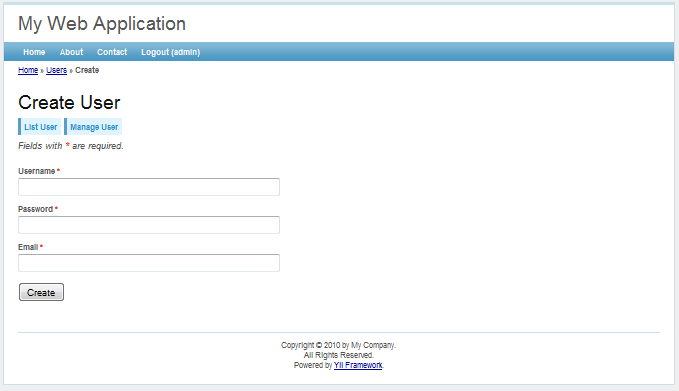 My Web Application
Home About Contact Logout (admin)
Home » Users » Create
Create User
List User Manage User
Fields with * are required.
Username *
Password *
Email *
Create
Copyright © 2010 by My Company.
All Rights Reserved.
Powered by Yii Framework.